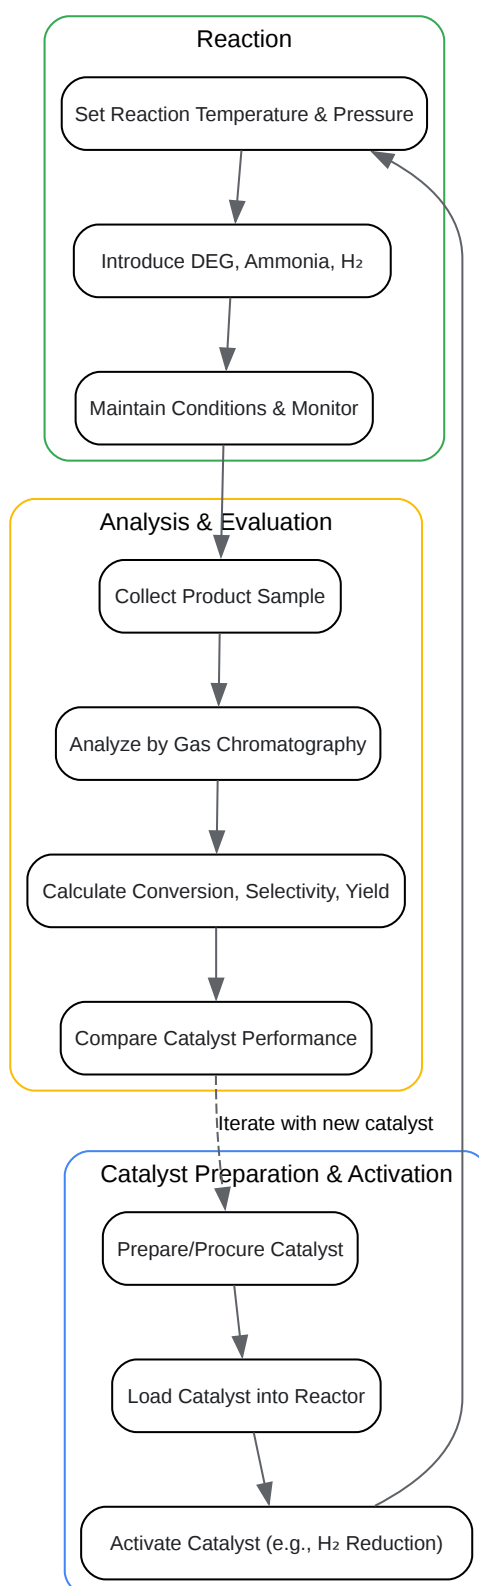 Reaction
Set Reaction Temperature & Pressure
Introduce DEG, Ammonia, H₂
Maintain Conditions & Monitor
Analysis & Evaluation
Collect Product Sample
Analyze by Gas Chromatography
Calculate Conversion, Selectivity, Yield
Compare Catalyst Performance
Iterate with new catalyst
Catalyst Preparation & Activation
Prepare/Procure Catalyst
Load Catalyst into Reactor
Activate Catalyst (e.g., H₂ Reduction)